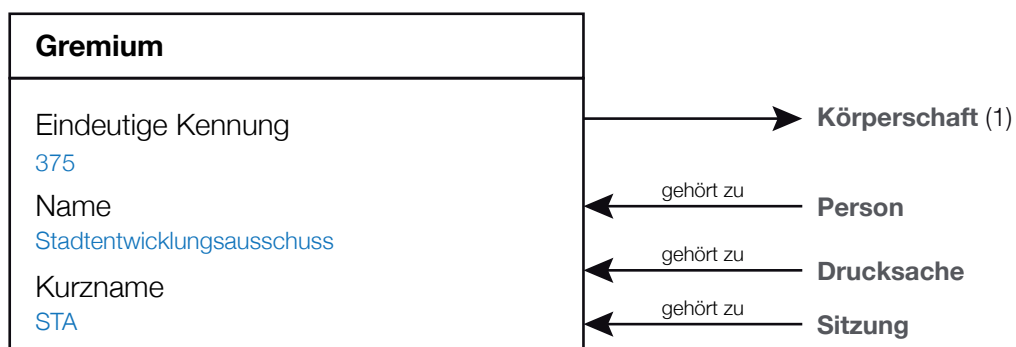 Gremium
Eindeutige Kennung
375
Name
Stadtentwicklungsausschuss
Kurzname
STA
Körperschaft (1)
gehört zu
Person
gehört zu
Drucksache
gehört zu
Sitzung